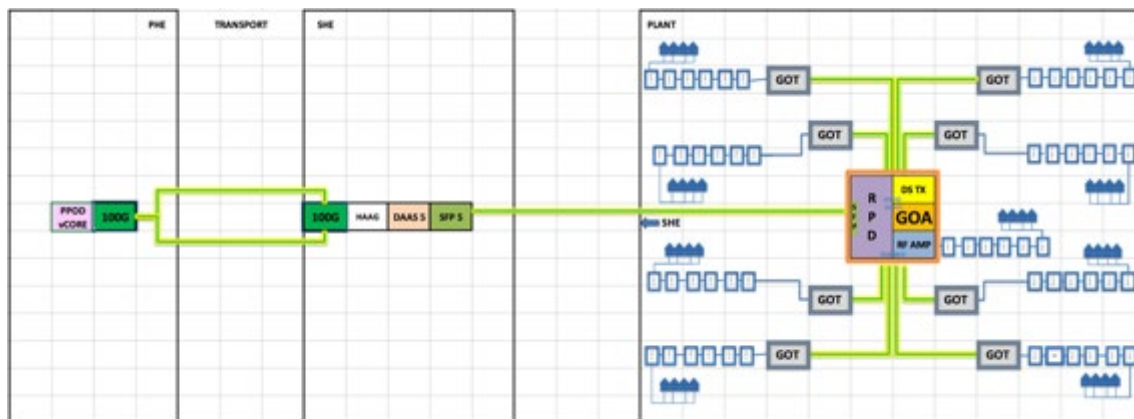 PHE
TRANSPORT
SHE
PLANT
GOT
GOT
GOT
GOT
PPOD
vCORE
100G
100G
HAAG
DAAS S
SFP S
SHE
R
P
D
DS TX
GOA
RF AMP
GOT
GOT
GOT
GOT